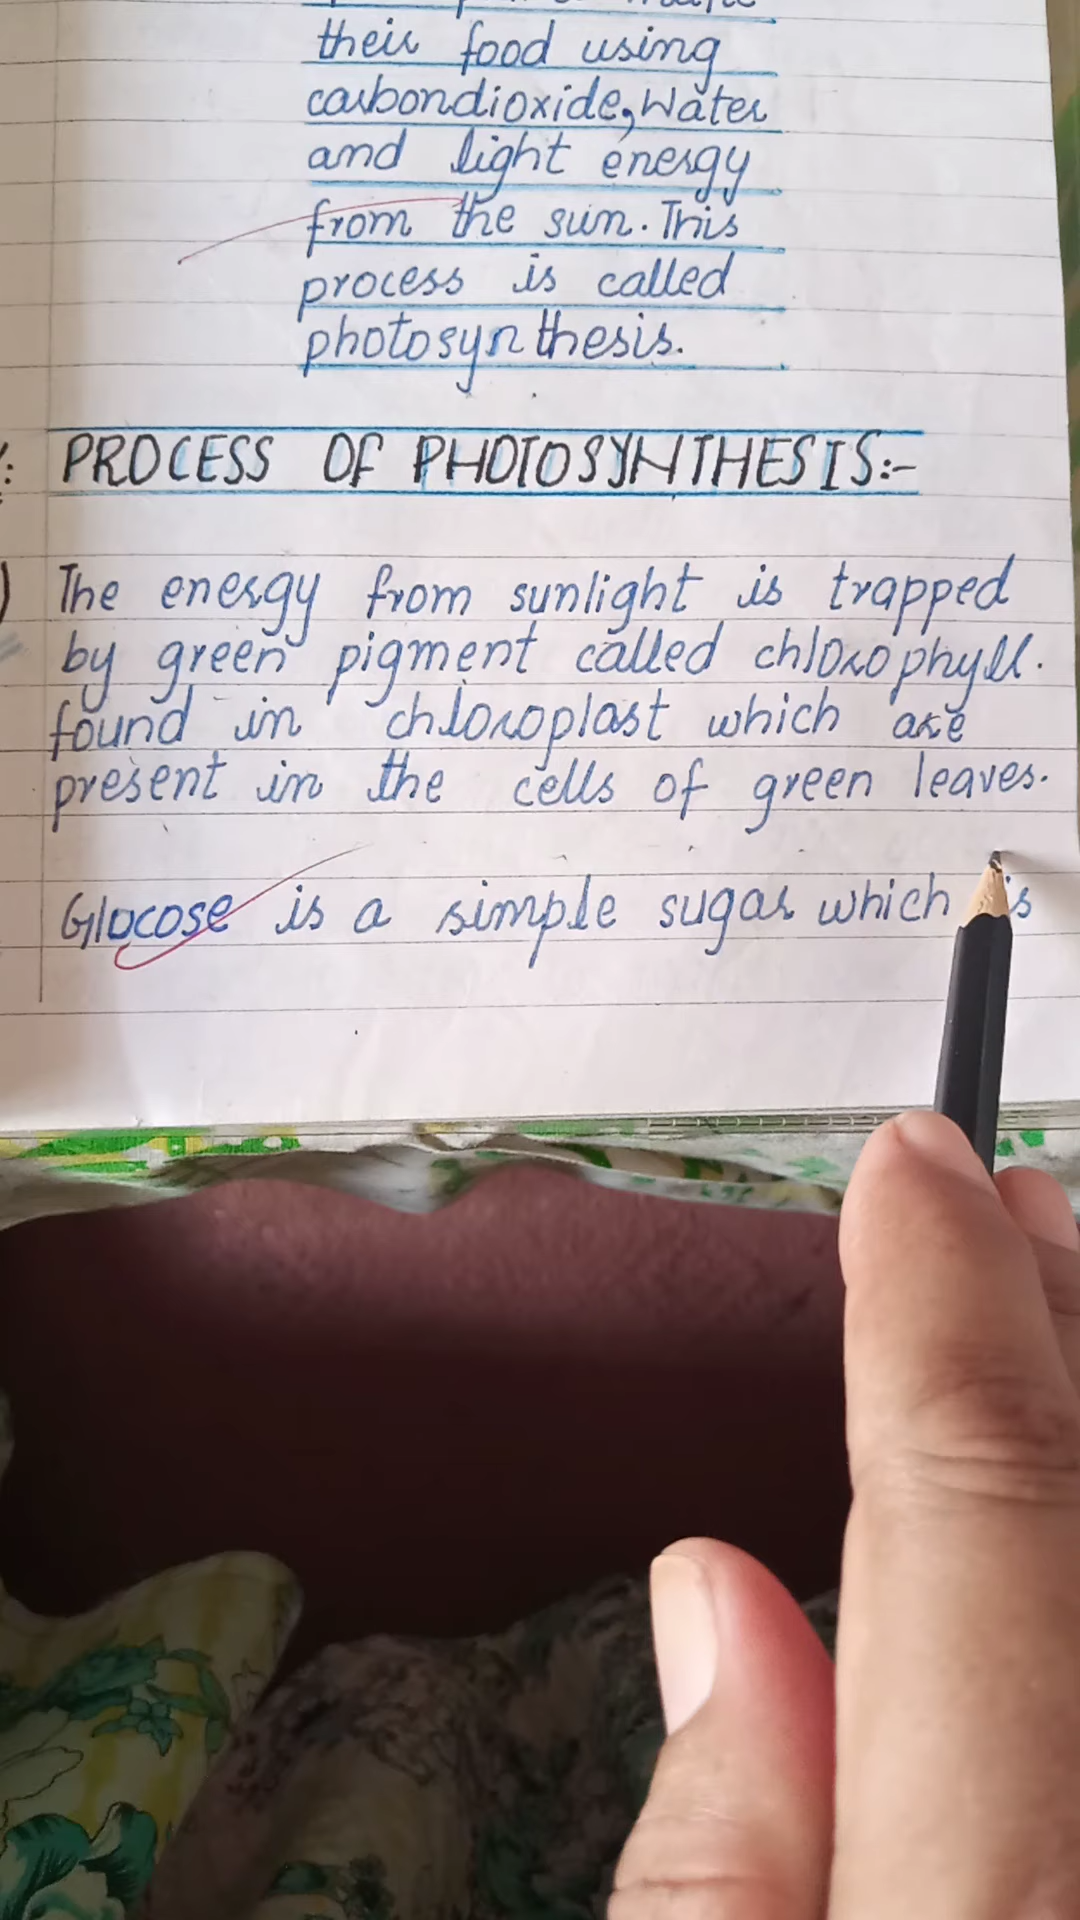 their food using
carbondioxide, Water
and light energy
from the sun. This
process is called
photosynthesis.
PROCESS OF PHOTOSYNTHESIS:-
The energy from sunlight is trapped
by green pigment called chlorophyll.
found in chloroplast which are
present in the cells of green leaves.
Glocose is a simple sugar which is